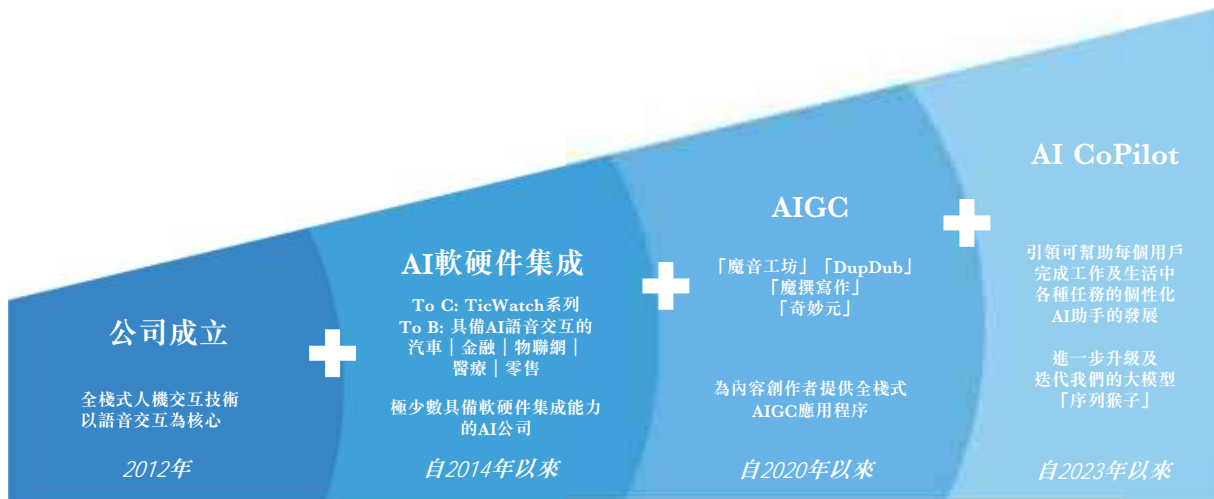 公司成立
全棧式人機交互技術
以語音交互為核心
2012年
AI軟硬件集成
To C: TicWatch系列
To B: 具備AI語音交互的
汽車｜金融｜物聯網｜
醫療｜零售
極少數具備軟硬件集成能力
的AI公司
自2014年以來
AIGC
「魔音工坊」「DupDub」
「魔撰寫作」
「奇妙元」
為內容創作者提供全棧式
AIGC應用程序
自2020年以來
AI CoPilot
引領可幫助每個用戶
完成工作及生活中
各種任務的個性化
AI助手的發展
進一步升級及
迭代我們的大模型
「序列猴子」
自2023年以來